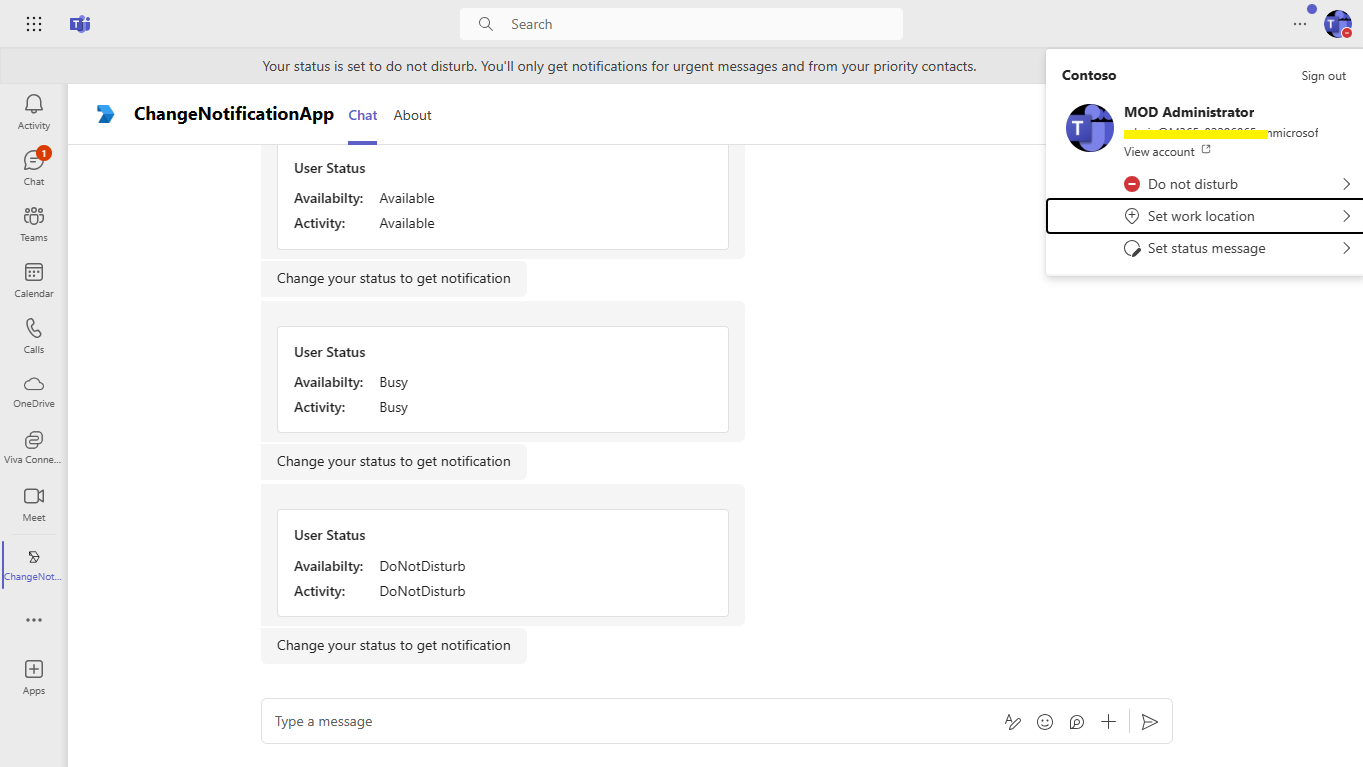 Search
Your status is set to do not disturb. You'll only get notifications for urgent messages and from your priority contacts.
Activity
1
Chat
Teams
Calendar
Calls
OneDrive
Viva Conne...
Meet
ChangeNot...
Apps
ChangeNotificationApp
Chat
About
User Status
Availabilty: Available
Activity: Available
Change your status to get notification
User Status
Availabilty: Busy
Activity: Busy
Change your status to get notification
User Status
Availabilty: DoNotDisturb
Activity: DoNotDisturb
Change your status to get notification
Type a message
Contoso
Sign out
MOD Administrator
View account
Do not disturb
Set work location
Set status message